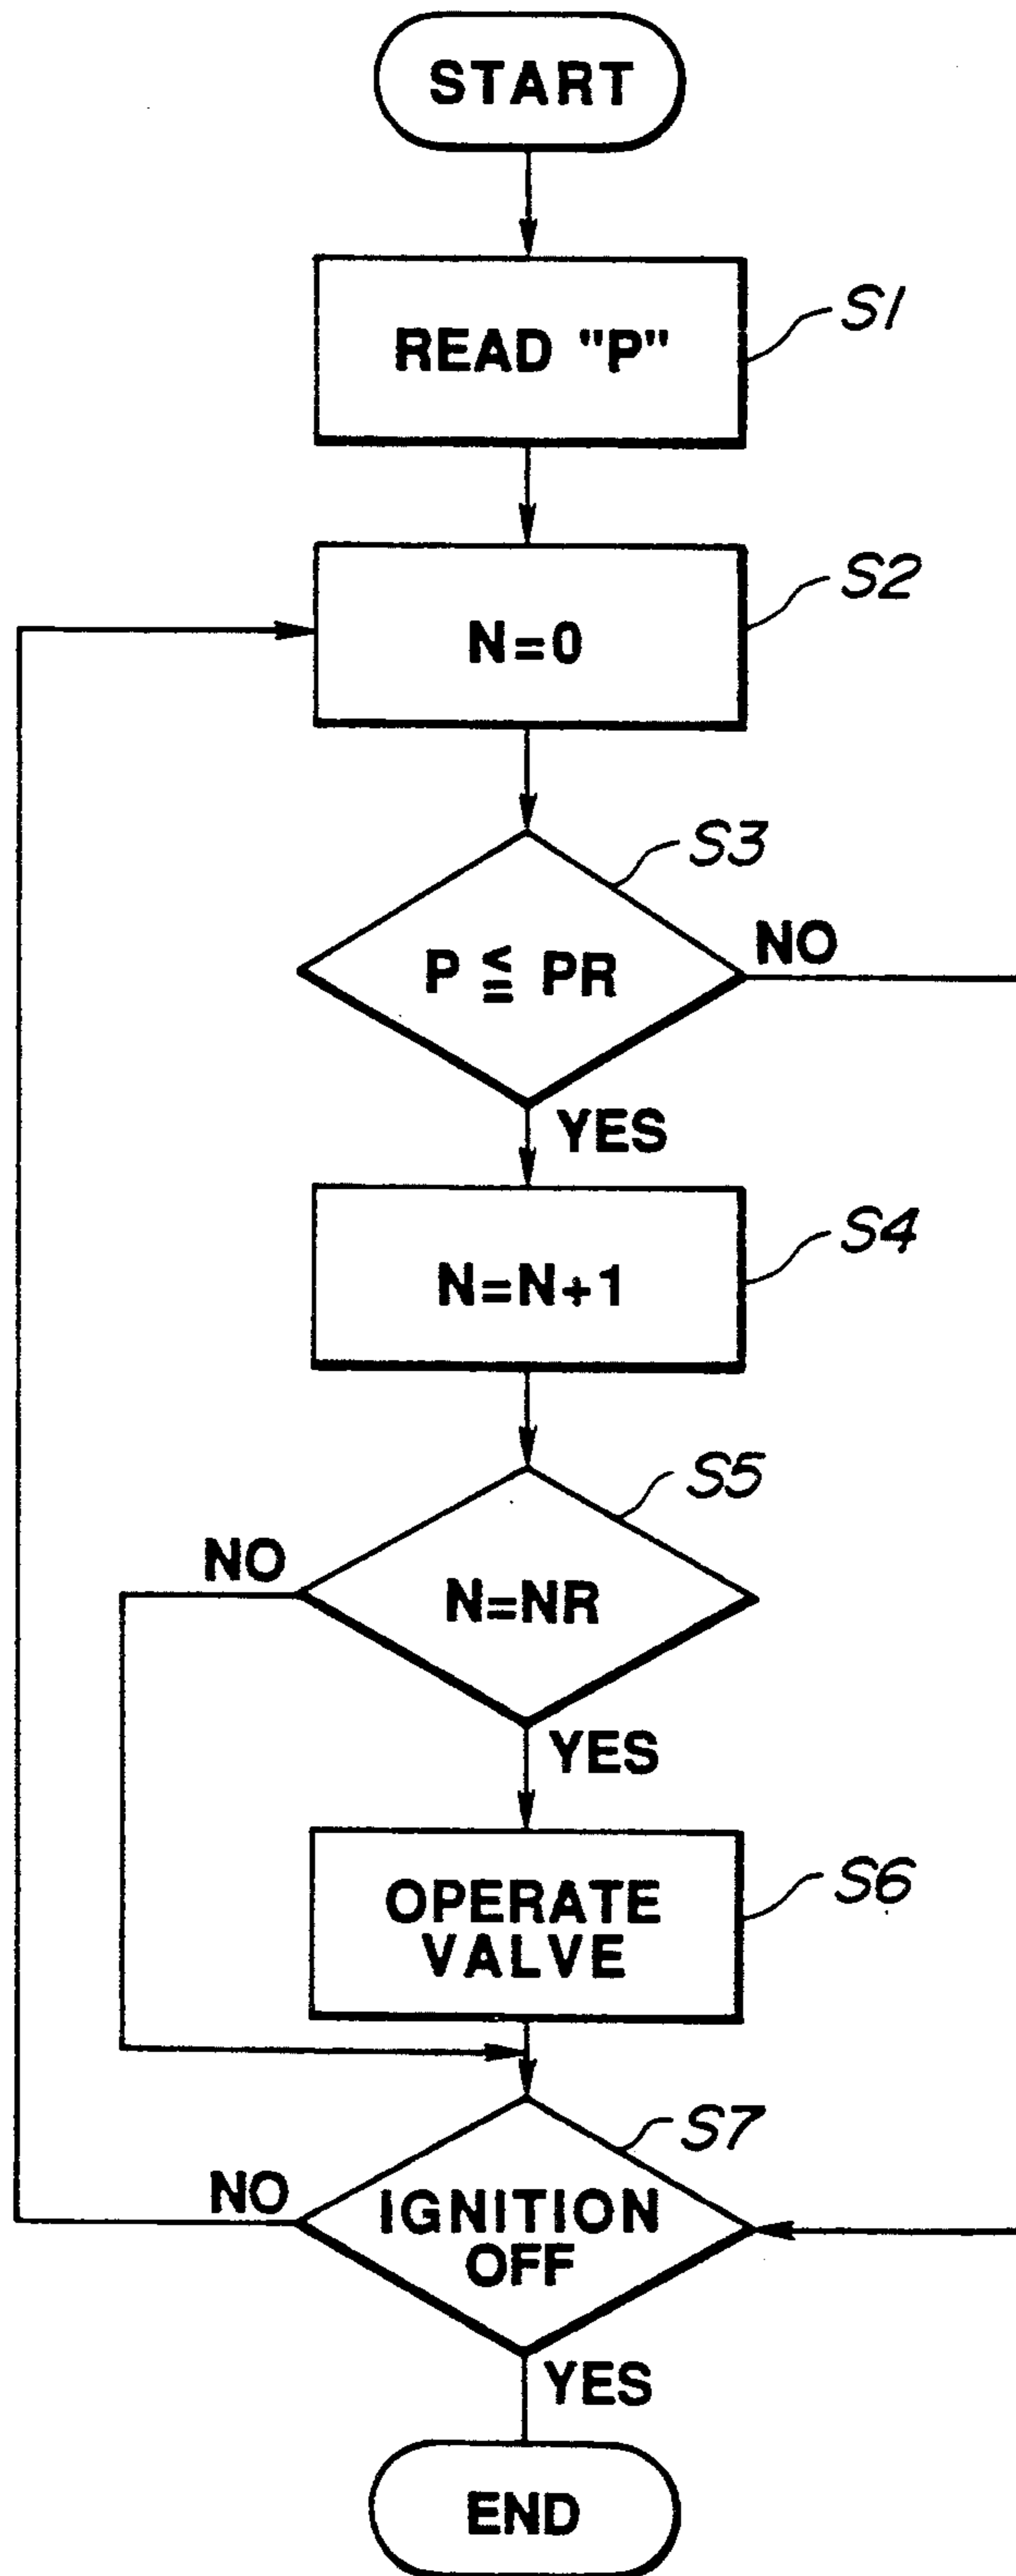 START
READ "P"
S1
N=0
S2
P ≦ PR
S3
NO
YES
N=N+1
S4
N=NR
S5
NO
YES
OPERATE
VALVE
S6
IGNITION
OFF
S7
NO
YES
END